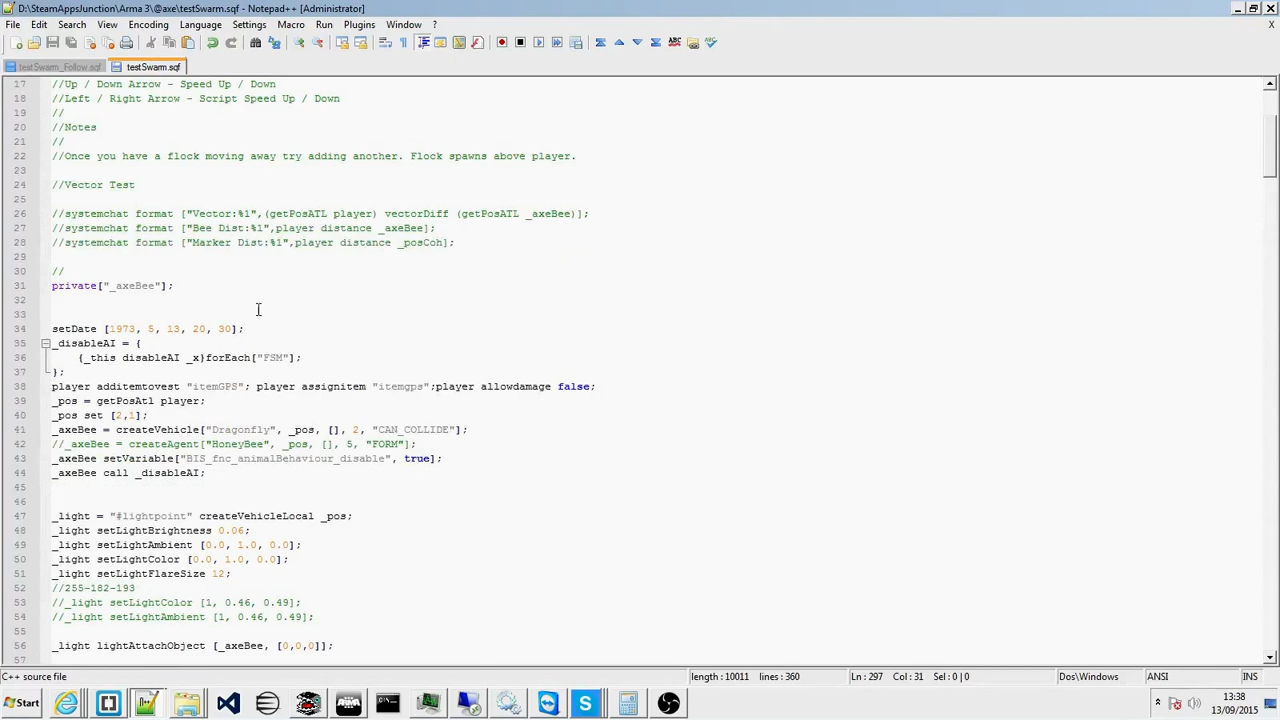 D:\SteamAppsJunction\Arma 3\@axe\testSwarm.sqf - Notepad++ [Administrator]
File Edit Search View Encoding Language Settings Macro Run Plugins Window ?
X
testSwarm_Follow.sqf testSwarm.sqf
17 //Up / Down Arrow - Speed Up / Down
18 //Left / Right Arrow - Script Speed Up / Down
19 //
20 //Notes
21 //
22 //Once you have a flock moving away try adding another. Flock spawns above player.
23
24 //Vector Test
25
26 //systemchat format ["Vector:%1",(getPosATL player) vectorDiff (getPosATL _axeBee)];
27 //systemchat format ["Bee Dist:%1",player distance _axeBee];
28 //systemchat format ["Marker Dist:%1",player distance _posCoh];
29
30 //
31 private["_axeBee"];
32
33
34 setDate [1973, 5, 13, 20, 30];
35 _disableAI = {
36 {_this disableAI _x}forEach["FSM"];
37 };
38 player additemtovest "itemGPS"; player assignitem "itemgps";player allowdamage false;
39 _pos = getPosAtl player;
40 _pos set [2,1];
41 _axeBee = createVehicle["Dragonfly", _pos, [], 2, "CAN_COLLIDE"];
42 //_axeBee = createAgent["HoneyBee", _pos, [], 5, "FORM"];
43 _axeBee setVariable["BIS_fnc_animalBehaviour_disable", true];
44 _axeBee call _disableAI;
45
46
47 _light = "#lightpoint" createVehicleLocal _pos;
48 _light setLightBrightness 0.06;
49 _light setLightAmbient [0.0, 1.0, 0.0];
50 _light setLightColor [0.0, 1.0, 0.0];
51 _light setLightFlareSize 12;
52 //255-182-193
53 //_light setLightColor [1, 0.46, 0.49];
54 //_light setLightAmbient [1, 0.46, 0.49];
55
56 _light lightAttachObject [_axeBee, [0,0,0]];
57
C++ source file length : 10011 lines : 360 Ln : 297 Col : 31 Sel : 0 | 0 Dos\Windows ANSI INS
Start
ARMA
S
13:38
13/09/2015